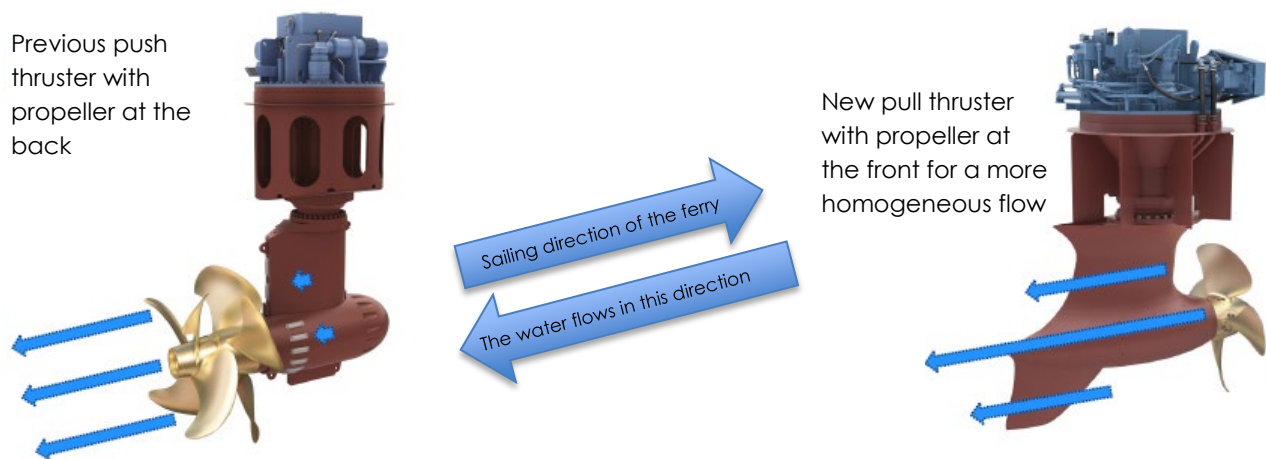 Previous push
thruster with
propeller at the
back
Sailing direction of the ferry
The water flows in this direction
New pull thruster
with propeller at
the front for a more
homogeneous flow